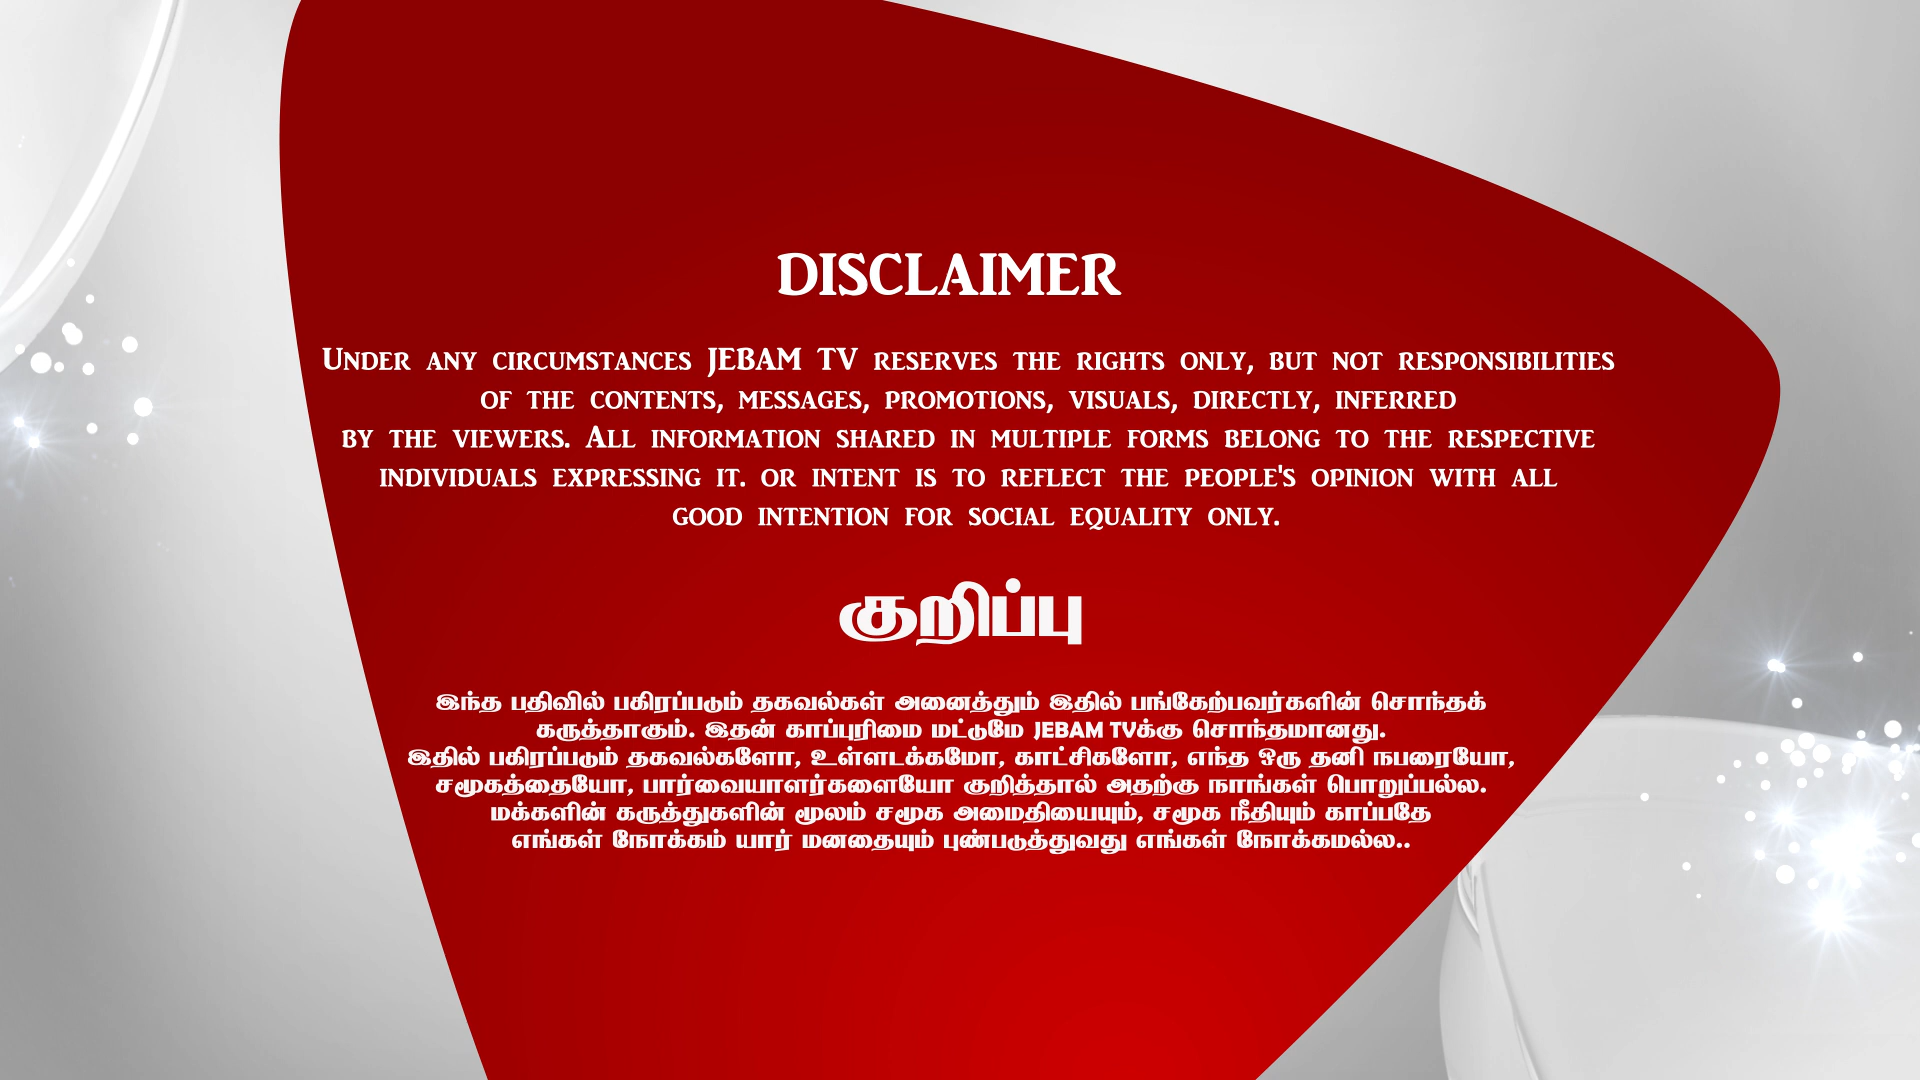 DISCLAIMER
Under any circumstances JEBAM TV reserves the rights only, but not responsibilities
of the contents, messages, promotions, visuals, directly, inferred
by the viewers. All information shared in multiple forms belong to the respective
individuals expressing it. or intent is to reflect the people's opinion with all
good intention for social equality only.
குறிப்பு
இந்த பதிவில் பகிரப்படும் தகவல்கள் அனைத்தும் இதில் பங்கேற்பவர்களின் சொந்தக்
கருத்தாகும். இதன் காப்புரிமை மட்டுமே JEBAM TVக்கு சொந்தமானது.
இதில் பகிரப்படும் தகவல்களோ, உள்ளடக்கமோ, காட்சிகளோ, எந்த ஒரு தனி நபரையோ,
சமூகத்தையோ, பார்வையாளர்களையோ குறித்தால் அதற்கு நாங்கள் பொறுப்பல்ல.
மக்களின் கருத்துகளின் மூலம் சமூக அமைதியையும், சமூக நீதியும் காப்பதே
எங்கள் நோக்கம் யார் மனதையும் புண்படுத்துவது எங்கள் நோக்கமல்ல..